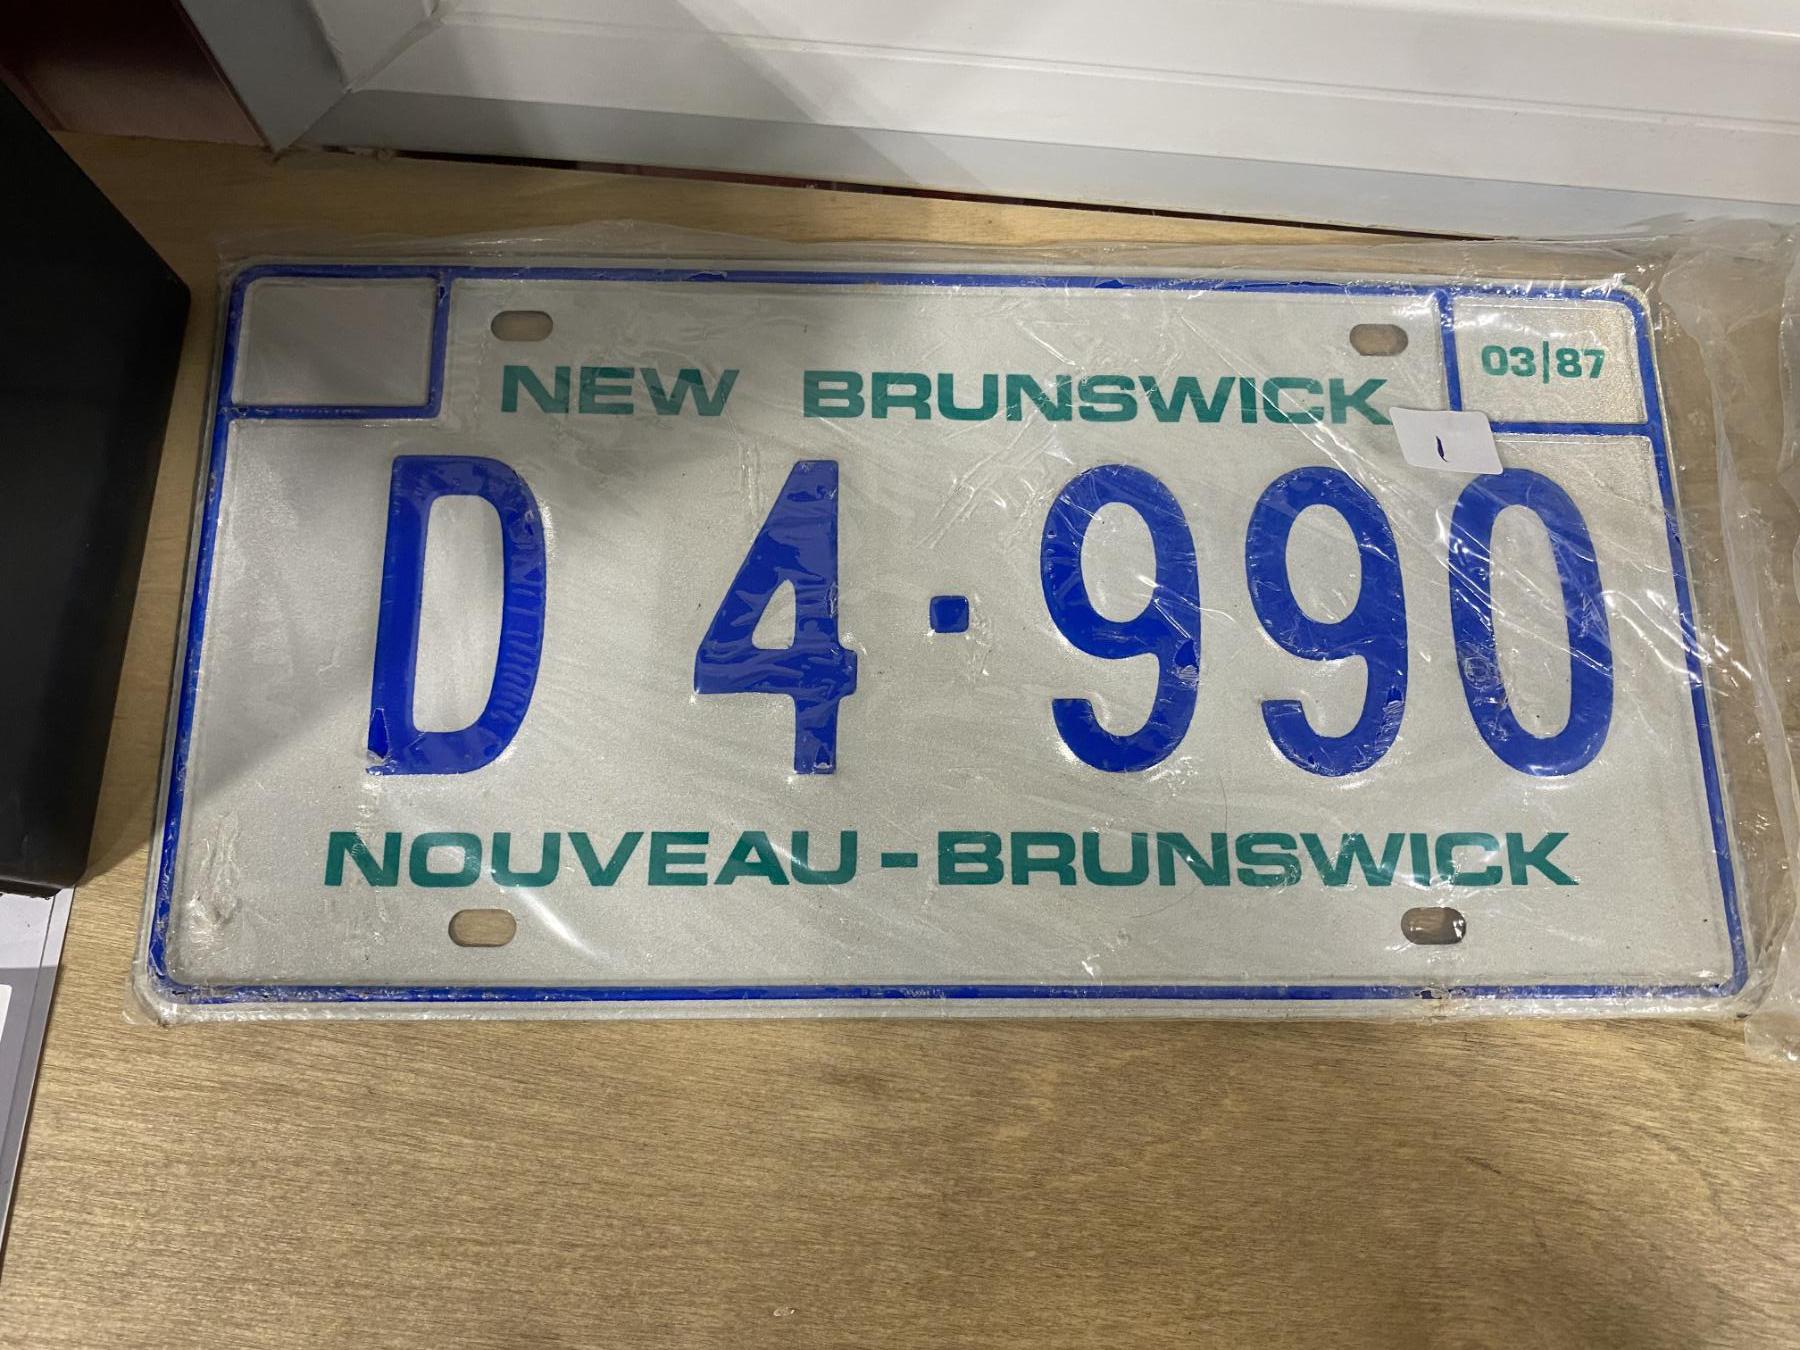 NEW BRUNSWICK
03/87
D 4·990
NOUVEAU-BRUNSWICK